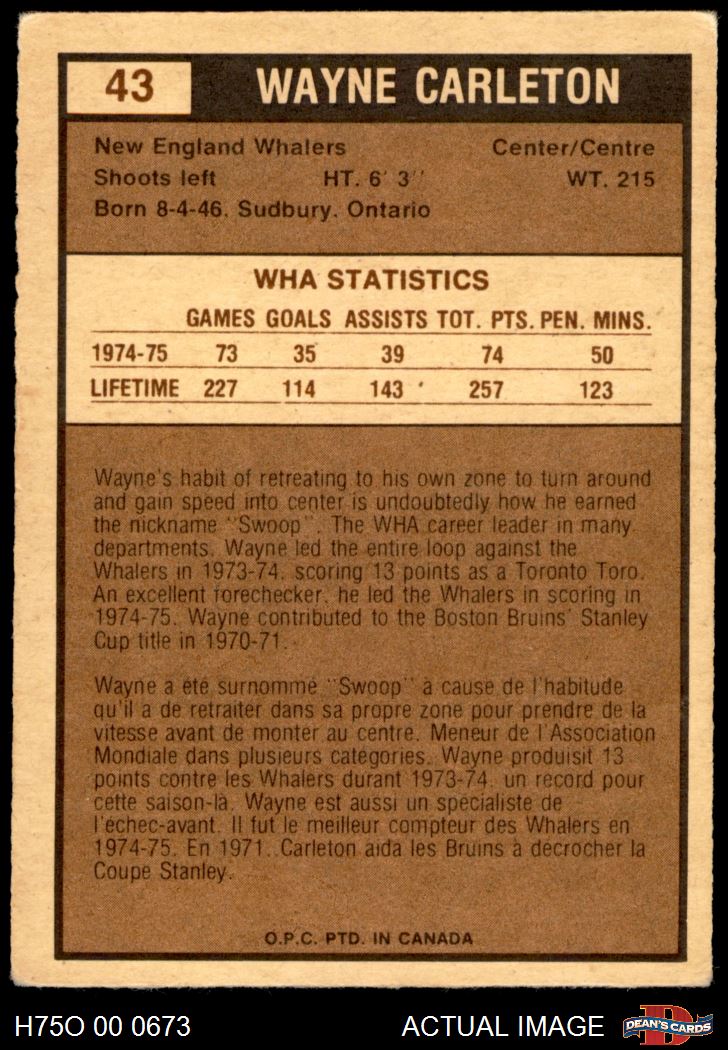 43 WAYNE CARLETON
New England Whalers Center/Centre
Shoots left HT. 6' 3'' WT. 215
Born 8-4-46. Sudbury. Ontario
WHA STATISTICS
GAMES GOALS ASSISTS TOT. PTS. PEN. MINS.
1974-75 73 35 39 74 50
LIFETIME 227 114 143 257 123
Wayne's habit of retreating to his own zone to turn around
and gain speed into center is undoubtedly how he earned
the nickname "Swoop". The WHA career leader in many
departments. Wayne led the entire loop against the
Whalers in 1973-74. scoring 13 points as a Toronto Toro.
An excellent forechecker, he led the Whalers in scoring in
1974-75. Wayne contributed to the Boston Bruins' Stanley
Cup title in 1970-71.
Wayne a été surnommé "Swoop" à cause de l'habitude
qu'il a de retraiter dans sa propre zone pour prendre de la
vitesse avant de monter au centre. Meneur de l'Association
Mondiale dans plusieurs catégories. Wayne produisit 13
points contre les Whalers durant 1973-74. un record pour
cette saison-là. Wayne est aussi un spécialiste de
l'échec-avant. Il fut le meilleur compteur des Whalers en
1974-75. En 1971. Carleton aida les Bruins à décrocher la
Coupe Stanley.
O.P.C. PTD. IN CANADA
H75O 00 0673 ACTUAL IMAGE D DEAN'S CARDS